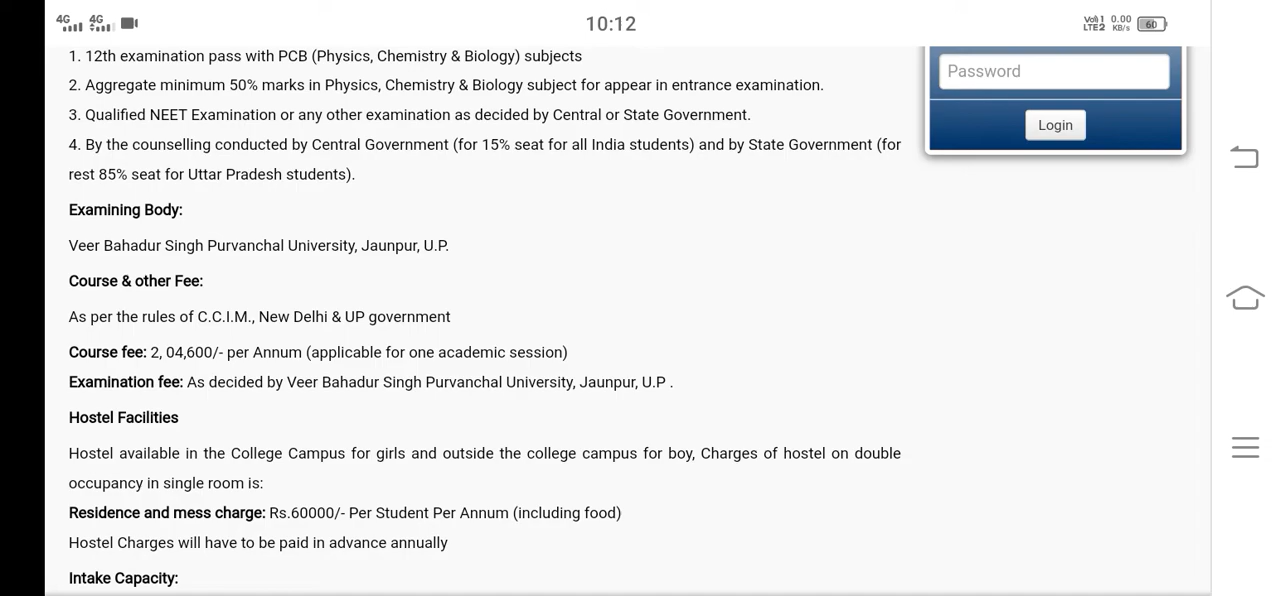 4G 4G 10:12 Vo)) 1 0.00
LTE2 KB/s 60
1. 12th examination pass with PCB (Physics, Chemistry & Biology) subjects
Password
2. Aggregate minimum 50% marks in Physics, Chemistry & Biology subject for appear in entrance examination.
3. Qualified NEET Examination or any other examination as decided by Central or State Government.
Login
4. By the counselling conducted by Central Government (for 15% seat for all India students) and by State Government (for
rest 85% seat for Uttar Pradesh students).
Examining Body:
Veer Bahadur Singh Purvanchal University, Jaunpur, U.P.
Course & other Fee:
As per the rules of C.C.I.M., New Delhi & UP government
Course fee: 2, 04,600/- per Annum (applicable for one academic session)
Examination fee: As decided by Veer Bahadur Singh Purvanchal University, Jaunpur, U.P .
Hostel Facilities
Hostel available in the College Campus for girls and outside the college campus for boy, Charges of hostel on double
occupancy in single room is:
Residence and mess charge: Rs.60000/- Per Student Per Annum (including food)
Hostel Charges will have to be paid in advance annually
Intake Capacity: